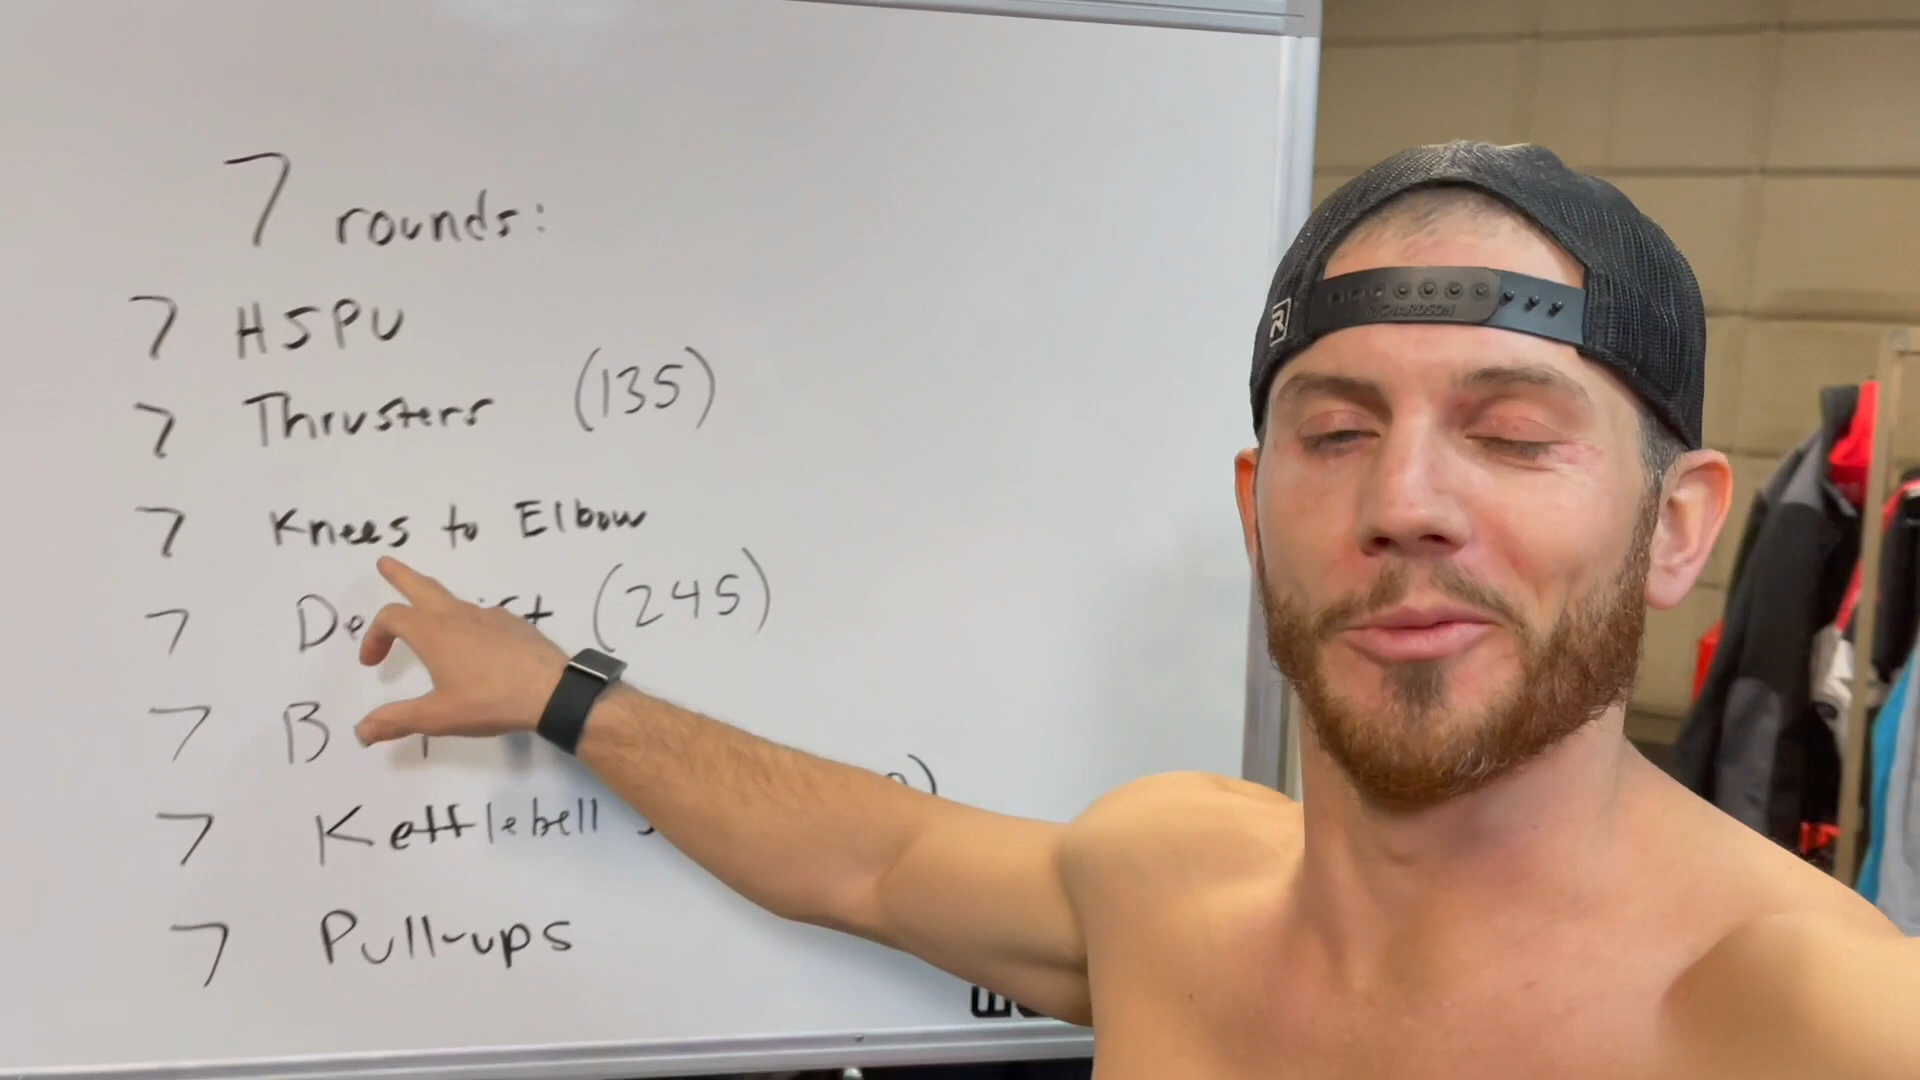 7 rounds:
7 HSPU
7 Thrusters (135)
7 Knees to Elbow
7 (245)
7
7 Kettlebell
7 Pull-ups
R
RICHARDSON